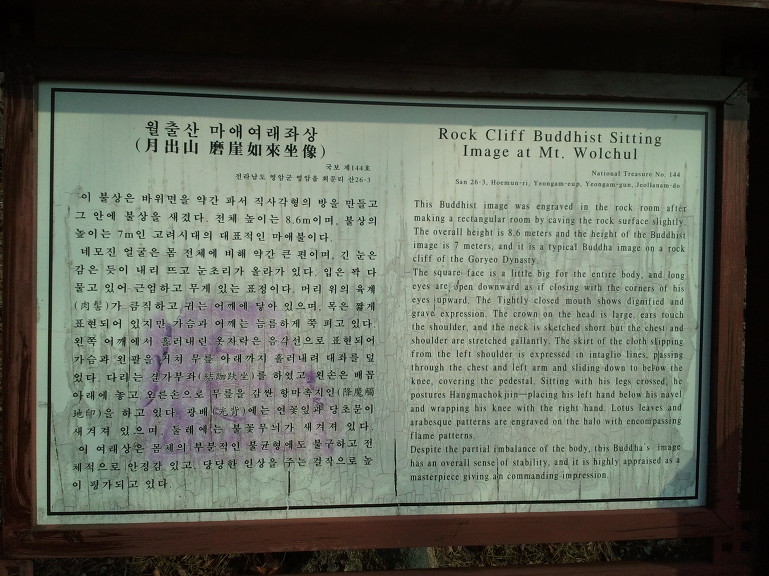 월출산 마애여래좌상
(月出山 磨崖如來坐像)
국보 제144호
전라남도 영암군 영암읍 회문리 산26-3
이 불상은 바위면을 약간 파서 직사각형의 방을 만들고
그 안에 불상을 새겼다. 전체 높이는 8.6m이며, 불상의
높이는 7m인 고려시대의 대표적인 마애불이다.
네모진 얼굴은 몸 전체에 비해 약간 큰 편이며, 긴 눈은
감은 듯이 내리 뜨고 눈초리가 올라가 있다. 입은 꽉 다
물고 있어 근엄하고 무게 있는 표정이다. 머리 위의 육계
(肉髻)가 큼직하고 귀는 어깨에 닿아 있으며, 목은 짧게
표현되어 있지만 가슴과 어깨는 늠름하게 쭉 펴고 있다.
왼쪽 어깨에서 흘러내린 옷자락은 음각선으로 표현되어
가슴과 왼팔을 거쳐 무릎 아래까지 흘러내려 대좌를 덮
었다. 다리는 결가부좌(結跏趺坐)를 하였고 왼손은 배꼽
아래에 놓고 오른손으로 무릎을 감싼 항마촉지인(降魔觸
地印)을 하고 있다. 광배(光背)에는 연꽃잎과 당초문이
새겨져 있으며, 둘레에는 불꽃무늬가 새겨져 있다.
이 여래상은 몸체의 부분적인 불균형에도 불구하고 전
체적으로 안정감 있고, 당당한 인상을 주는 걸작으로 높
이 평가되고 있다.
Rock Cliff Buddhist Sitting
Image at Mt. Wolchul
National Treasure No. 144
San 26-3, Hoemun-ri, Yeongam-eup, Yeongam-gun, Jeollanam-do
This Buddhist image was engraved in the rock room after
making a rectangular room by caving the rock surface slightly.
The overall height is 8.6 meters and the height of the Buddhist
image is 7 meters, and it is a typical Buddha image on a rock
cliff of the Goryeo Dynasty.
The square face is a little big for the entire body, and long
eyes are open downward as if closing with the corners of his
eyes upward. The Tightly closed mouth shows dignified and
grave expression. The crown on the head is large, ears touch
the shoulder, and the neck is sketched short but the chest and
shoulder are stretched gallantly. The skirt of the cloth slipping
from the left shoulder is expressed in intaglio lines, passing
through the chest and left arm and sliding down to below the
knee, covering the pedestal. Sitting with his legs crossed, he
postures Hangmachokjin—placing his left hand below his navel
and wrapping his knee with the right hand. Lotus leaves and
arabesque patterns are engraved on the halo with encompassing
flame patterns.
Despite the partial imbalance of the body, this Buddha's image
has an overall sense of stability, and it is highly appraised as a
masterpiece giving an commanding impression.